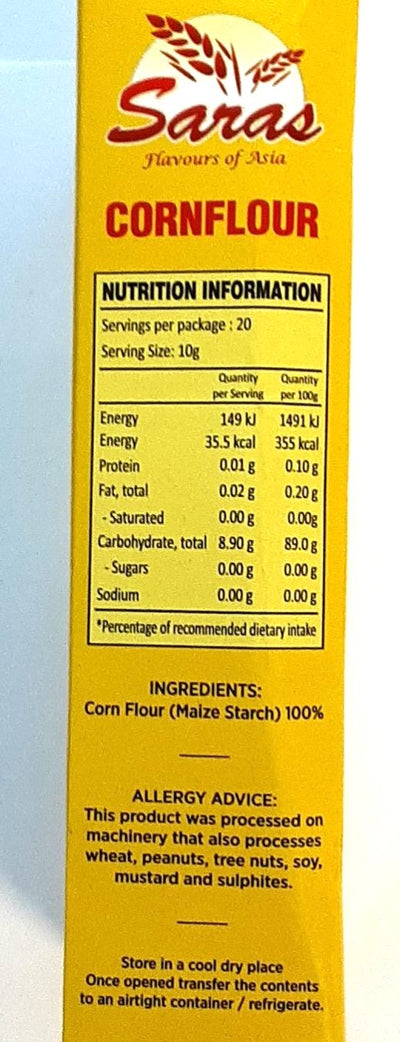 Saras
Flavours of Asia
CORNFLOUR
NUTRITION INFORMATION
Servings per package : 20
Serving Size: 10g
Quantity per Serving Quantity per 100g
Energy 149 kJ 1491 kJ
Energy 35.5 kcal 355 kcal
Protein 0.01 g 0.10 g
Fat, total 0.02 g 0.20 g
- Saturated 0.00 g 0.00g
Carbohydrate, total 8.90 g 89.0 g
- Sugars 0.00 g 0.00 g
Sodium 0.00 g 0.00 g
*Percentage of recommended dietary intake
INGREDIENTS:
Corn Flour (Maize Starch) 100%
ALLERGY ADVICE:
This product was processed on
machinery that also processes
wheat, peanuts, tree nuts, soy,
mustard and sulphites.
Store in a cool dry place
Once opened transfer the contents
to an airtight container / refrigerate.